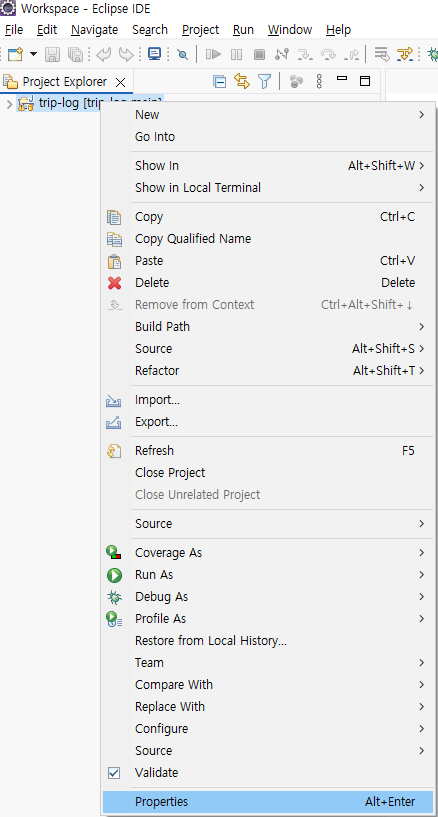 Workspace - Eclipse IDE
File Edit Navigate Search Project Run Window Help
Project Explorer
trip-log [trip-log main]
New
Go Into
Show In Alt+Shift+W
Show in Local Terminal
Copy Ctrl+C
Copy Qualified Name
Paste Ctrl+V
Delete Delete
Remove from Context Ctrl+Alt+Shift+↓
Build Path
Source Alt+Shift+S
Refactor Alt+Shift+T
Import...
Export...
Refresh F5
Close Project
Close Unrelated Project
Source
Coverage As
Run As
Debug As
Profile As
Restore from Local History...
Team
Compare With
Replace With
Configure
Source
Validate
Properties Alt+Enter